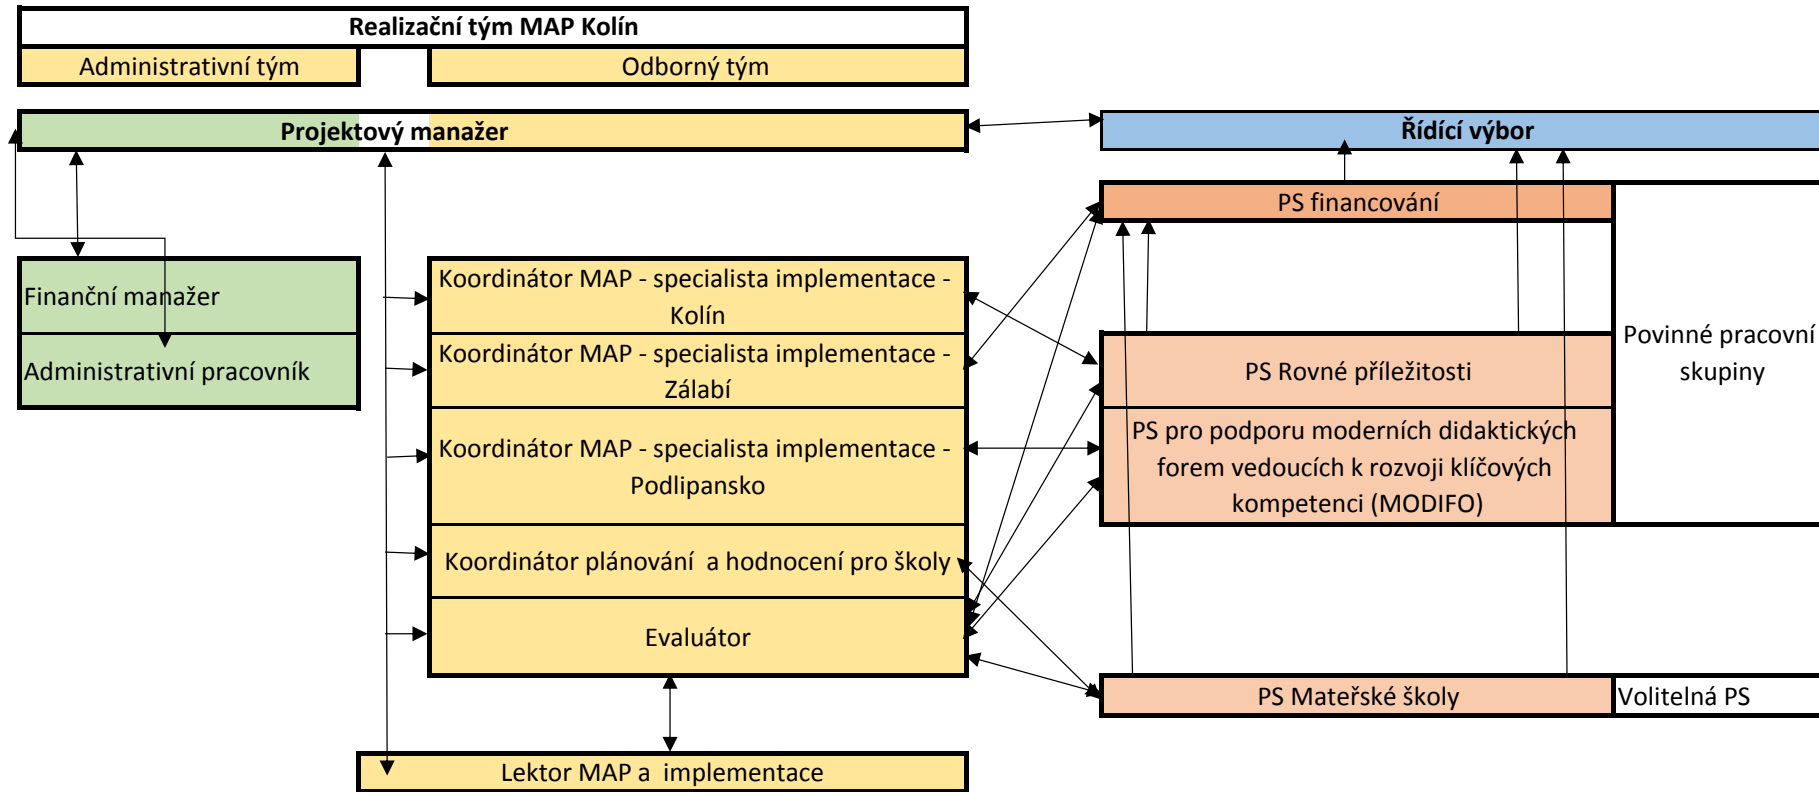 Realizační tým MAP Kolín
Administrativní tým
Odborný tým
Projektový manažer
Řídící výbor
PS financování
Finanční manažer
Administrativní pracovník
Koordinátor MAP - specialista implementace -
Kolín
Koordinátor MAP - specialista implementace -
Zálabí
Koordinátor MAP - specialista implementace -
Podlipansko
Koordinátor plánování  a hodnocení pro školy
Evaluátor
Lektor MAP a  implementace
PS Rovné příležitosti
PS pro podporu moderních didaktických
forem vedoucích k rozvoji klíčových
kompetenci (MODIFO)
Povinné pracovní
skupiny
PS Mateřské školy
Volitelná PS